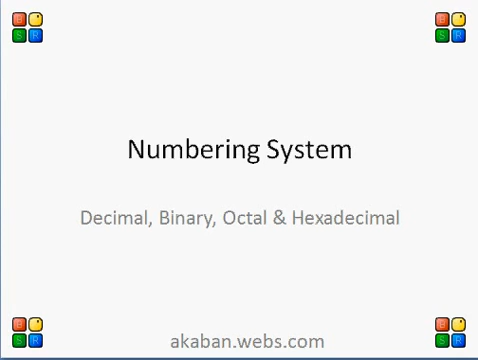 B
S R
B
S R
Numbering System
Decimal, Binary, Octal & Hexadecimal
B
S R
akaban.webs.com
B
S R